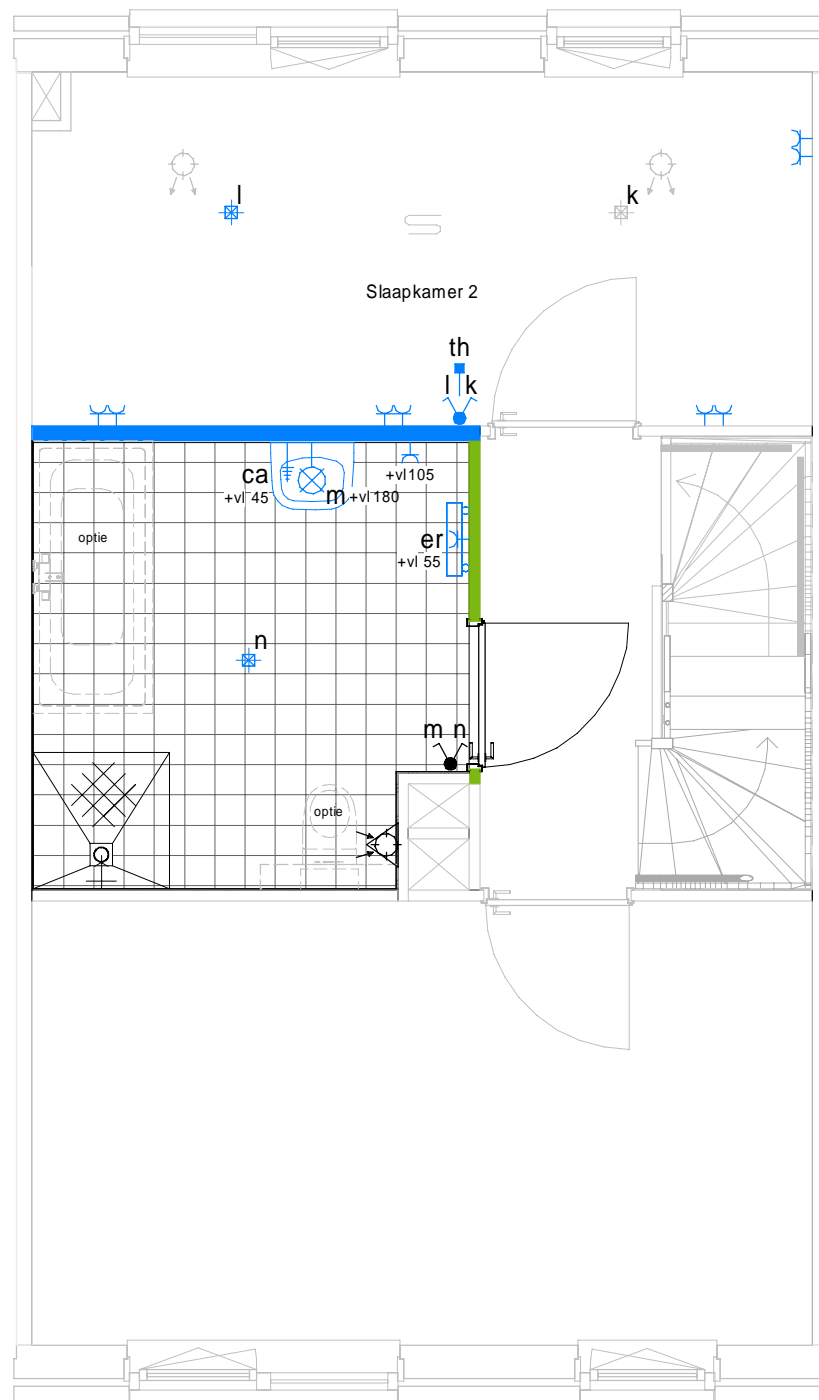 l
k
Slaapkamer 2
th
l k
ca
+vl 45
m +vl 180
+vl 105
optie
er
+vl 55
n
m n
optie